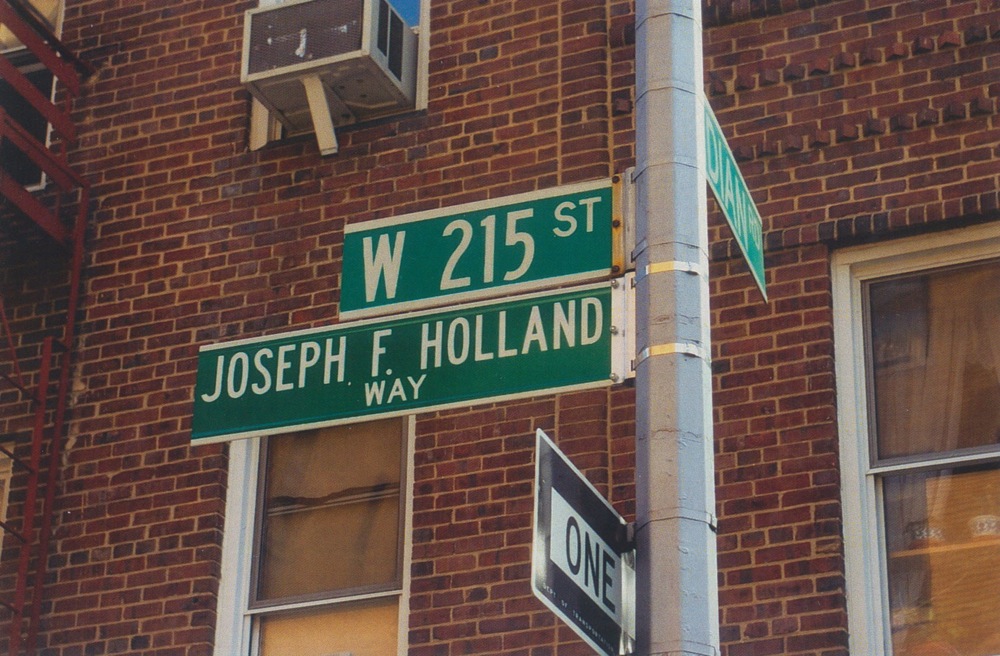 W 215 ST
JOSEPH F. HOLLAND
WAY
ONE